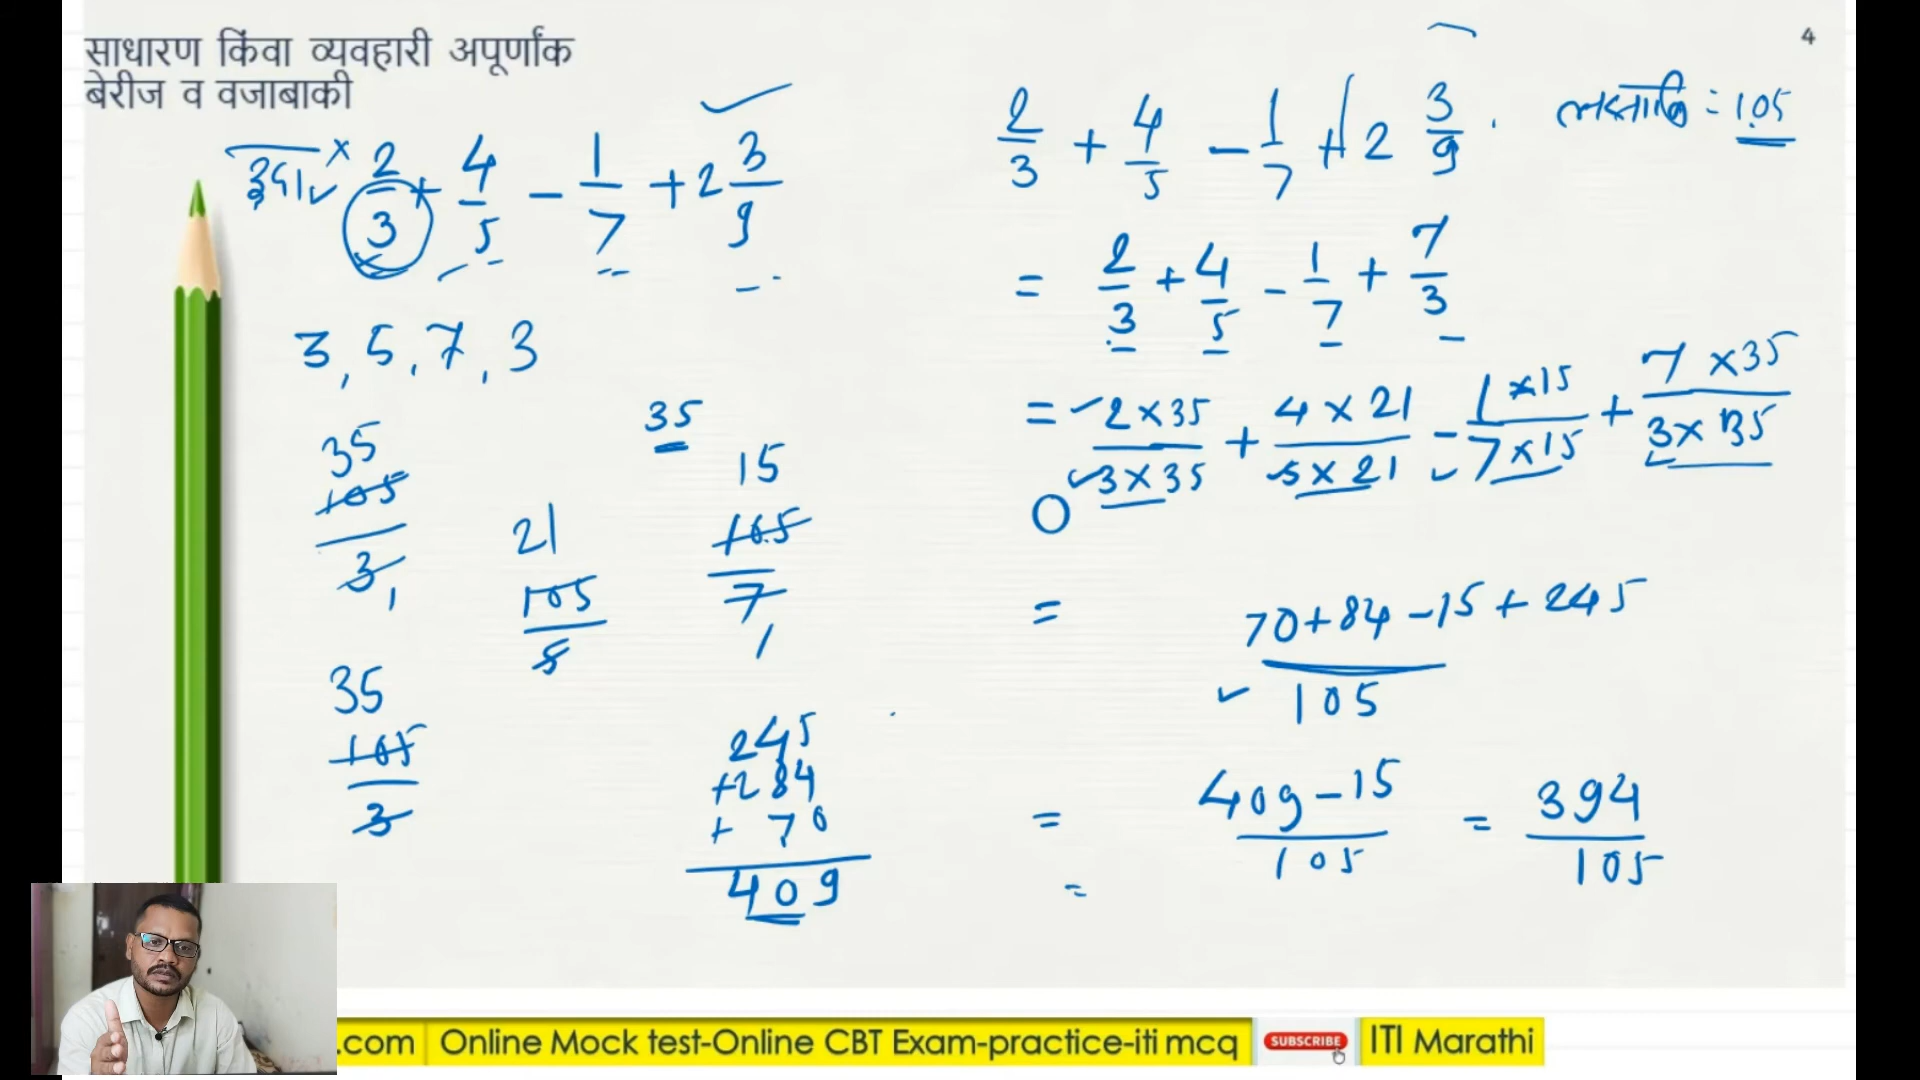 साधारण किंवा व्यवहारी अपूर्णांक
बेरीज व वजाबाकी
4
2/3 + 4/5 - 1/7 + 2 3/9
3, 5, 7, 3
35
105/3, 1
21
105/5
35
15
105/7
1
35
105/3
245
+284
+ 70
409
2/3 + 4/5 - 1/7 + 2 3/9 .
= 105
= 2/3 + 4/5 - 1/7 + 7/3
= 2×35/3×35 + 4×21/5×21 - 1×15/7×15 + 7×35/3×35
= 70+84-15+245/105
= 409-15/105 = 394/105
=
.com
Online Mock test-Online CBT Exam-practice-iti mcq
SUBSCRIBE
ITI Marathi